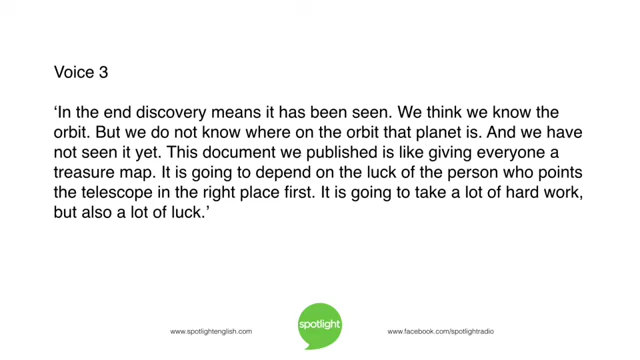 Voice 3
‘In the end discovery means it has been seen. We think we know the
orbit. But we do not know where on the orbit that planet is. And we have
not seen it yet. This document we published is like giving everyone a
treasure map. It is going to depend on the luck of the person who points
the telescope in the right place first. It is going to take a lot of hard work,
but also a lot of luck.’
www.spotlightenglish.com
spotlight
www.facebook.com/spotlightradio